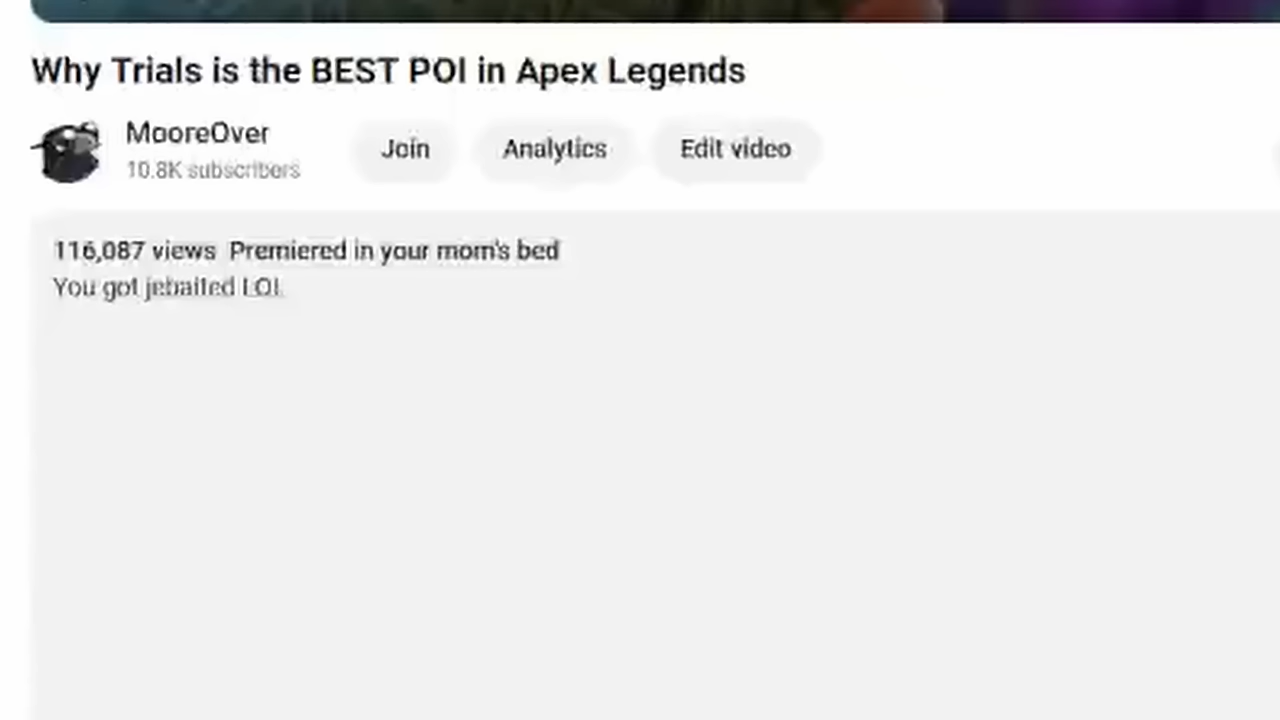 Why Trials is the BEST POI in Apex Legends
MooreOver
10.8K subscribers
Join
Analytics
Edit video
116,087 views Premiered in your mom's bed
You got jebaited LOL